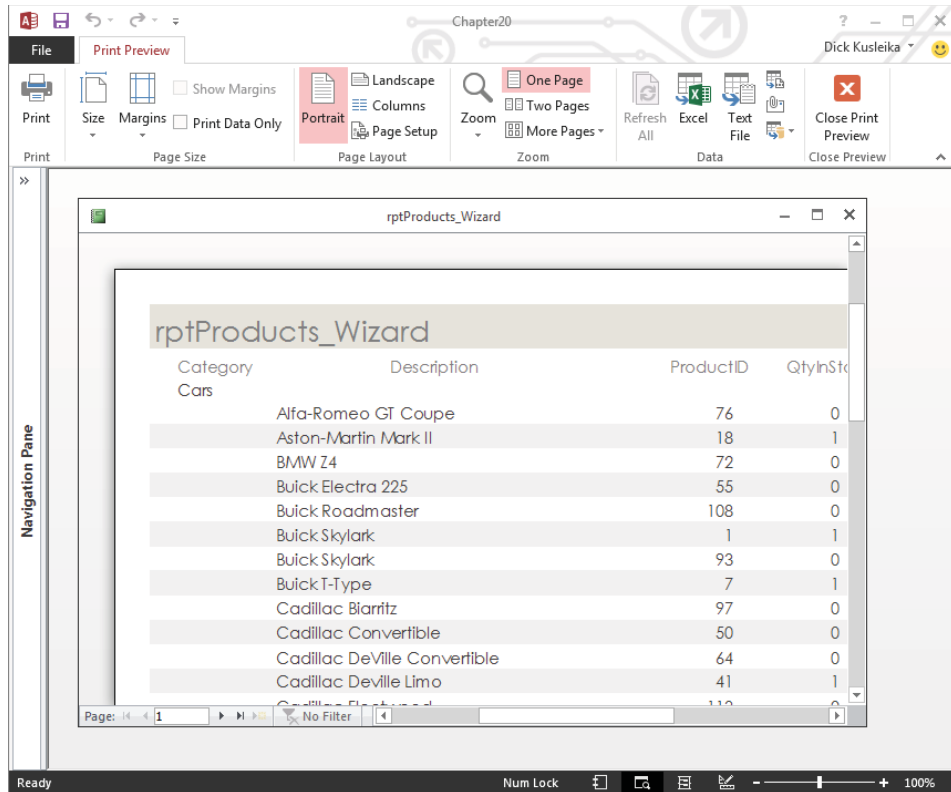 Chapter20
?
File
Print Preview
Dick Kusleika
Print
Size
Margins
Show Margins
Print Data Only
Portrait
Landscape
Columns
Page Setup
Zoom
One Page
Two Pages
More Pages
Refresh All
Excel
Text File
Close Print Preview
Print
Page Size
Page Layout
Zoom
Data
Close Preview
»
Navigation Pane
rptProducts_Wizard
rptProducts_Wizard
Category Description ProductID QtyInSto
Cars
Alfa-Romeo GT Coupe 76 0
Aston-Martin Mark II 18 1
BMW Z4 72 0
Buick Electra 225 55 0
Buick Roadmaster 108 0
Buick Skylark 1 1
Buick Skylark 93 0
Buick T-Type 7 1
Cadillac Biarritz 97 0
Cadillac Convertible 50 0
Cadillac DeVille Convertible 64 0
Cadillac Deville Limo 41 1
Page: 1 No Filter
Ready Num Lock 100%